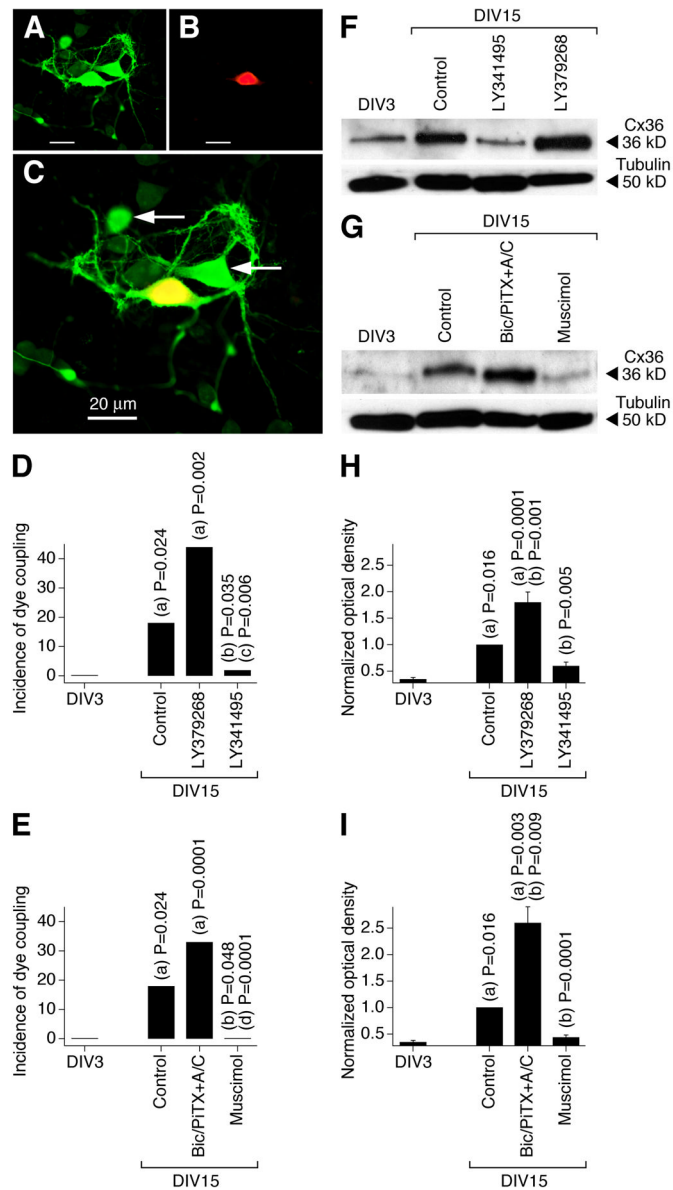 A
B
C
20 μm
F
DIV15
DIV3
Control
LY341495
LY379268
Cx36
36 kD
Tubulin
50 kD
G
DIV15
DIV3
Control
Bic/PiTX+A/C
Muscimol
Cx36
36 kD
Tubulin
50 kD
D
Incidence of dye coupling
40
30
20
10
0
(a) P=0.024
(a) P=0.002
(b) P=0.035
(c) P=0.006
DIV3
Control
LY379268
LY341495
DIV15
H
Normalized optical density
2.5
2.0
1.5
1.0
0.5
(a) P=0.016
(a) P=0.0001
(b) P=0.001
(b) P=0.005
DIV3
Control
LY379268
LY341495
DIV15
E
Incidence of dye coupling
40
30
20
10
0
(a) P=0.024
(a) P=0.0001
(b) P=0.048
(d) P=0.0001
DIV3
Control
Bic/PiTX+A/C
Muscimol
DIV15
I
Normalized optical density
2.5
2.0
1.5
1.0
0.5
(a) P=0.016
(a) P=0.003
(b) P=0.009
(b) P=0.0001
DIV3
Control
Bic/PiTX+A/C
Muscimol
DIV15